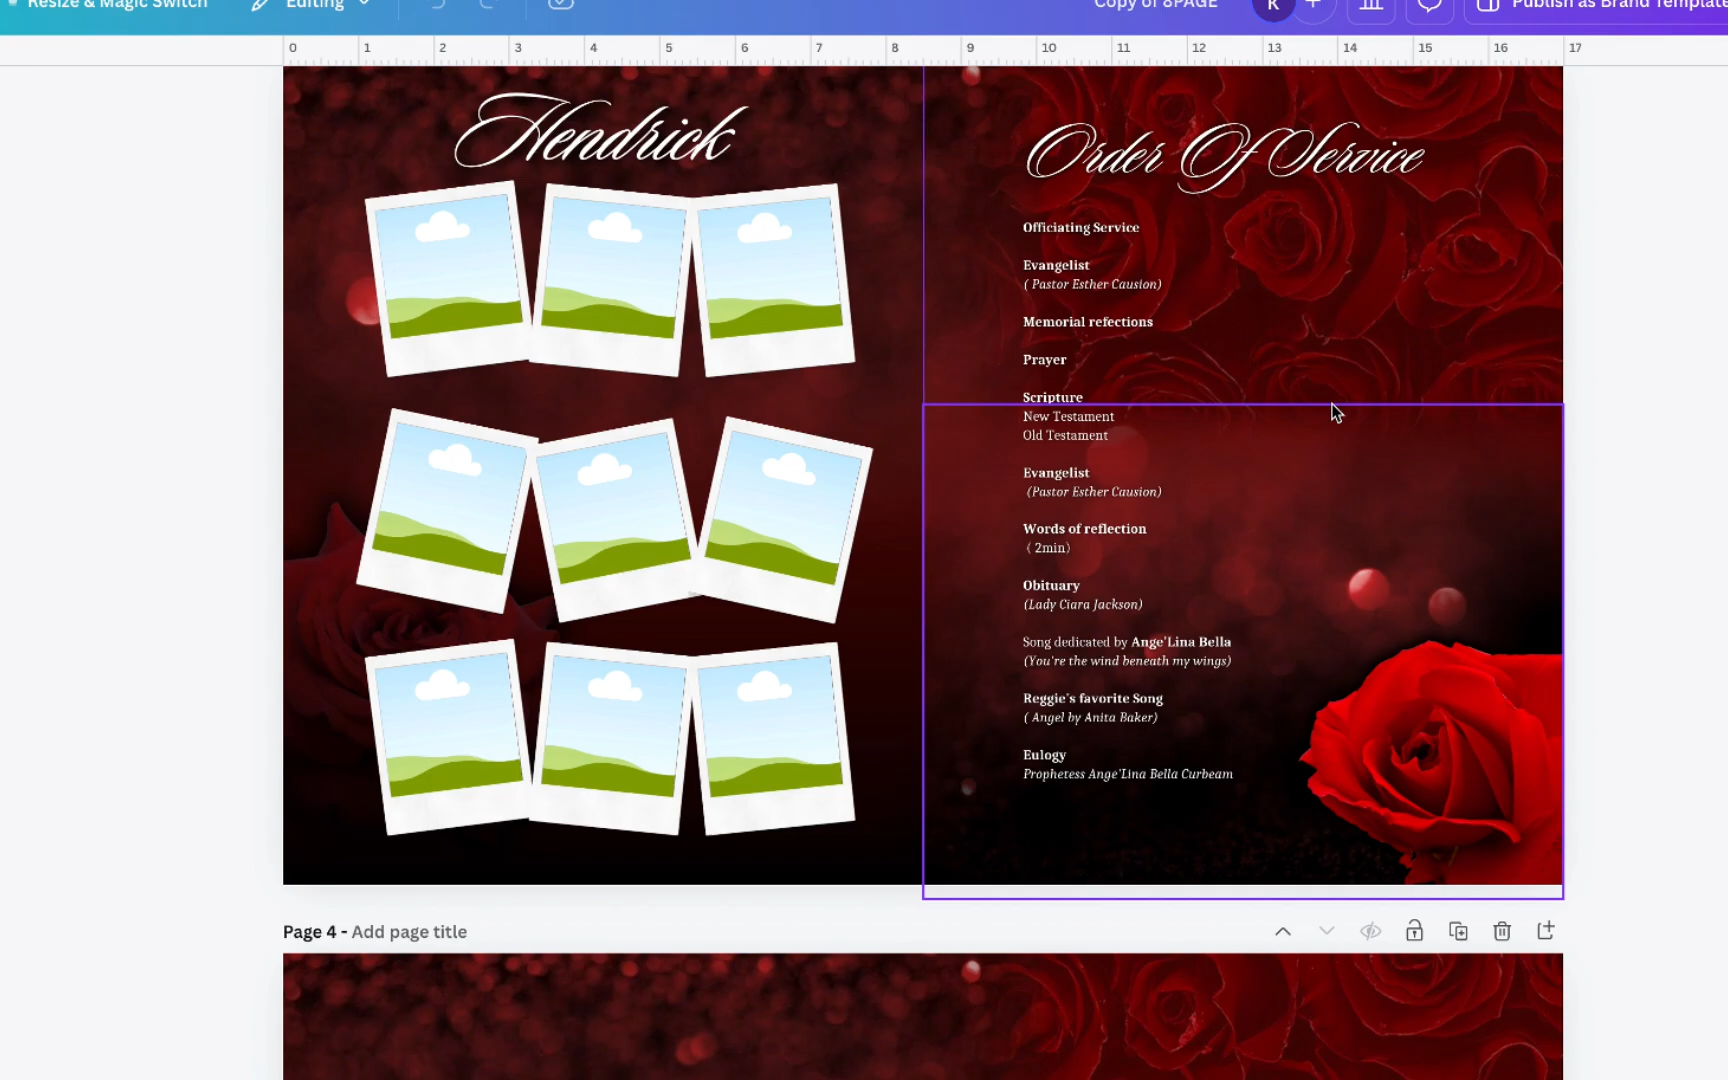 Resize & Magic Switch
Editing
Copy of 8PAGE
K
Publish as Brand Template
0 1 2 3 4 5 6 7 8 9 10 11 12 13 14 15 16 17
Hendrick
Order Of Service
Officiating Service
Evangelist
( Pastor Esther Causion)
Memorial refections
Prayer
Scripture
New Testament
Old Testament
Evangelist
(Pastor Esther Causion)
Words of reflection
( 2min)
Obituary
(Lady Ciara Jackson)
Song dedicated by Ange'Lina Bella
(You're the wind beneath my wings)
Reggie's favorite Song
( Angel by Anita Baker)
Eulogy
Prophetess Ange'Lina Bella Curbeam
Page 4 - Add page title